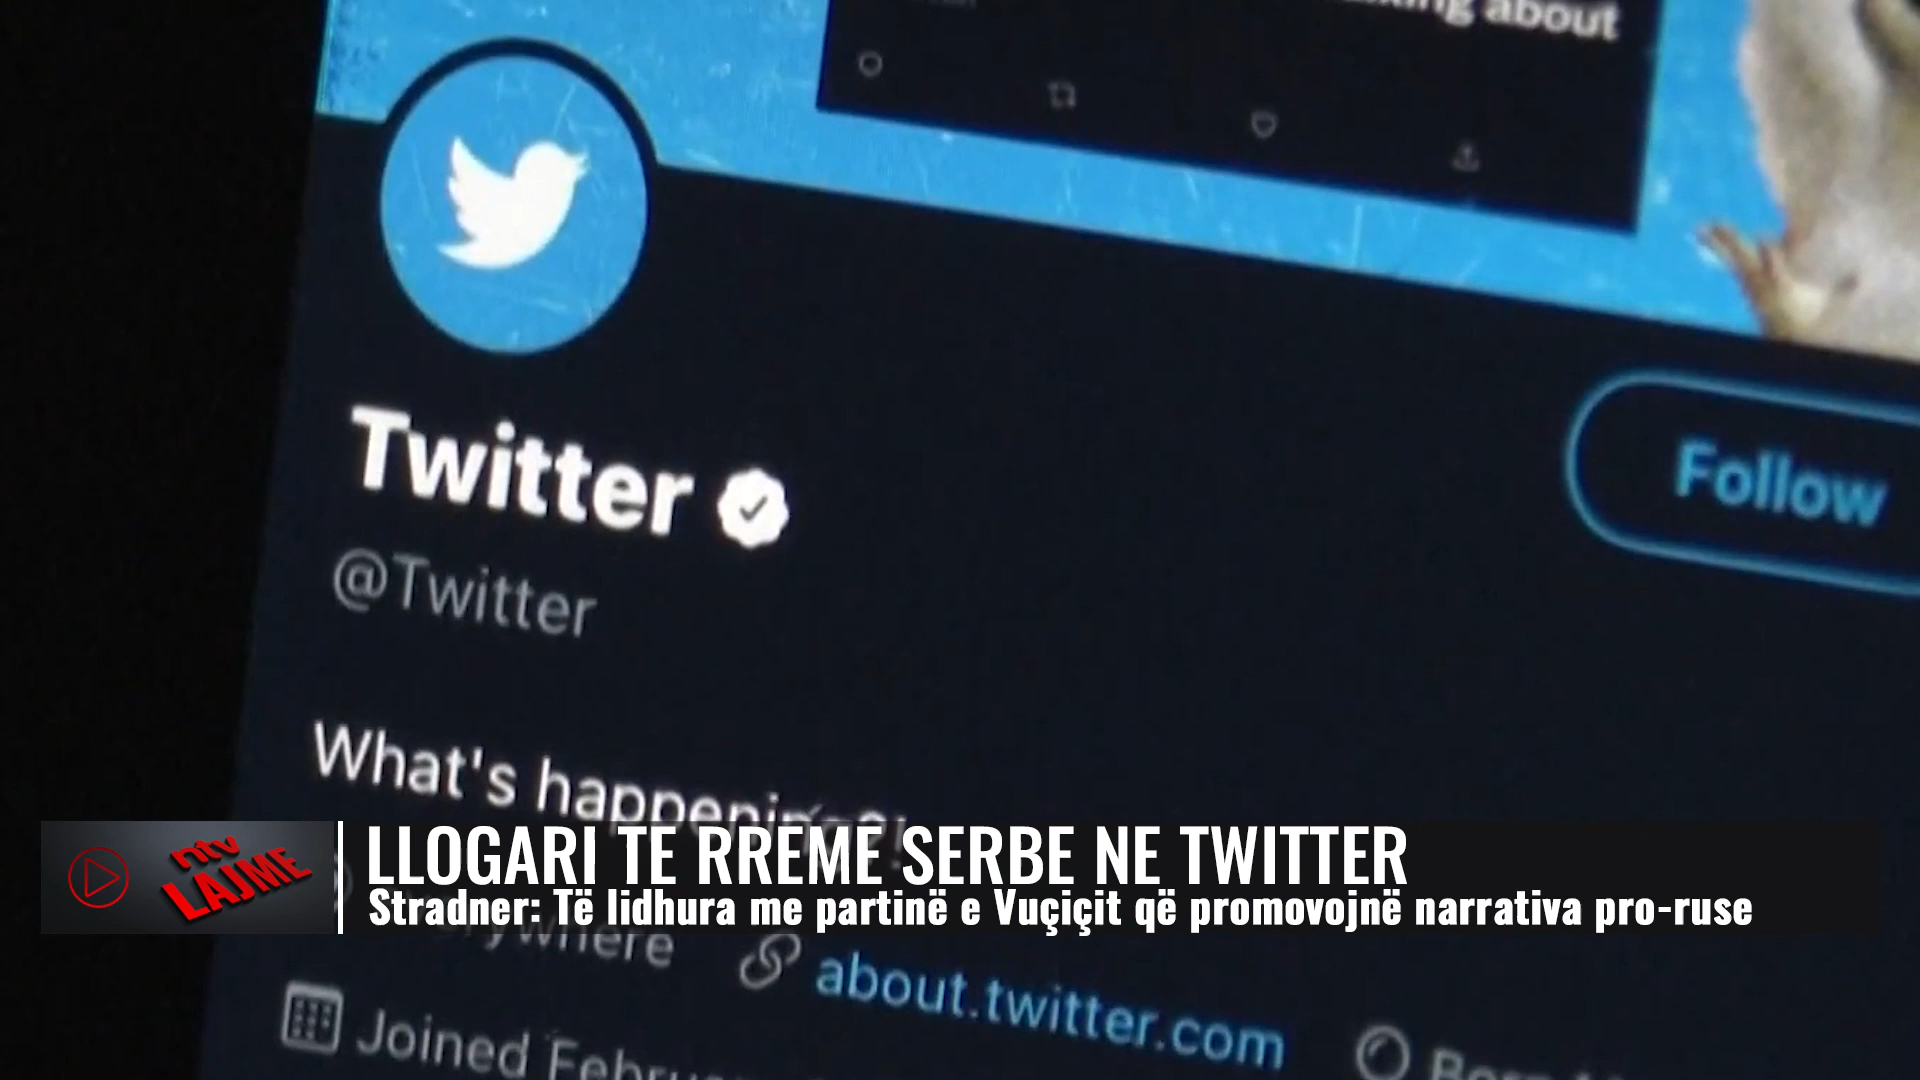 about
Twitter
@Twitter
Follow
What's happening?!
ntv
LAJME
LLOGARI TE RREME SERBE NE TWITTER
Stradner: Të lidhura me partinë e Vuçiçit që promovojnë narrativa pro-ruse
about.twitter.com
Joined